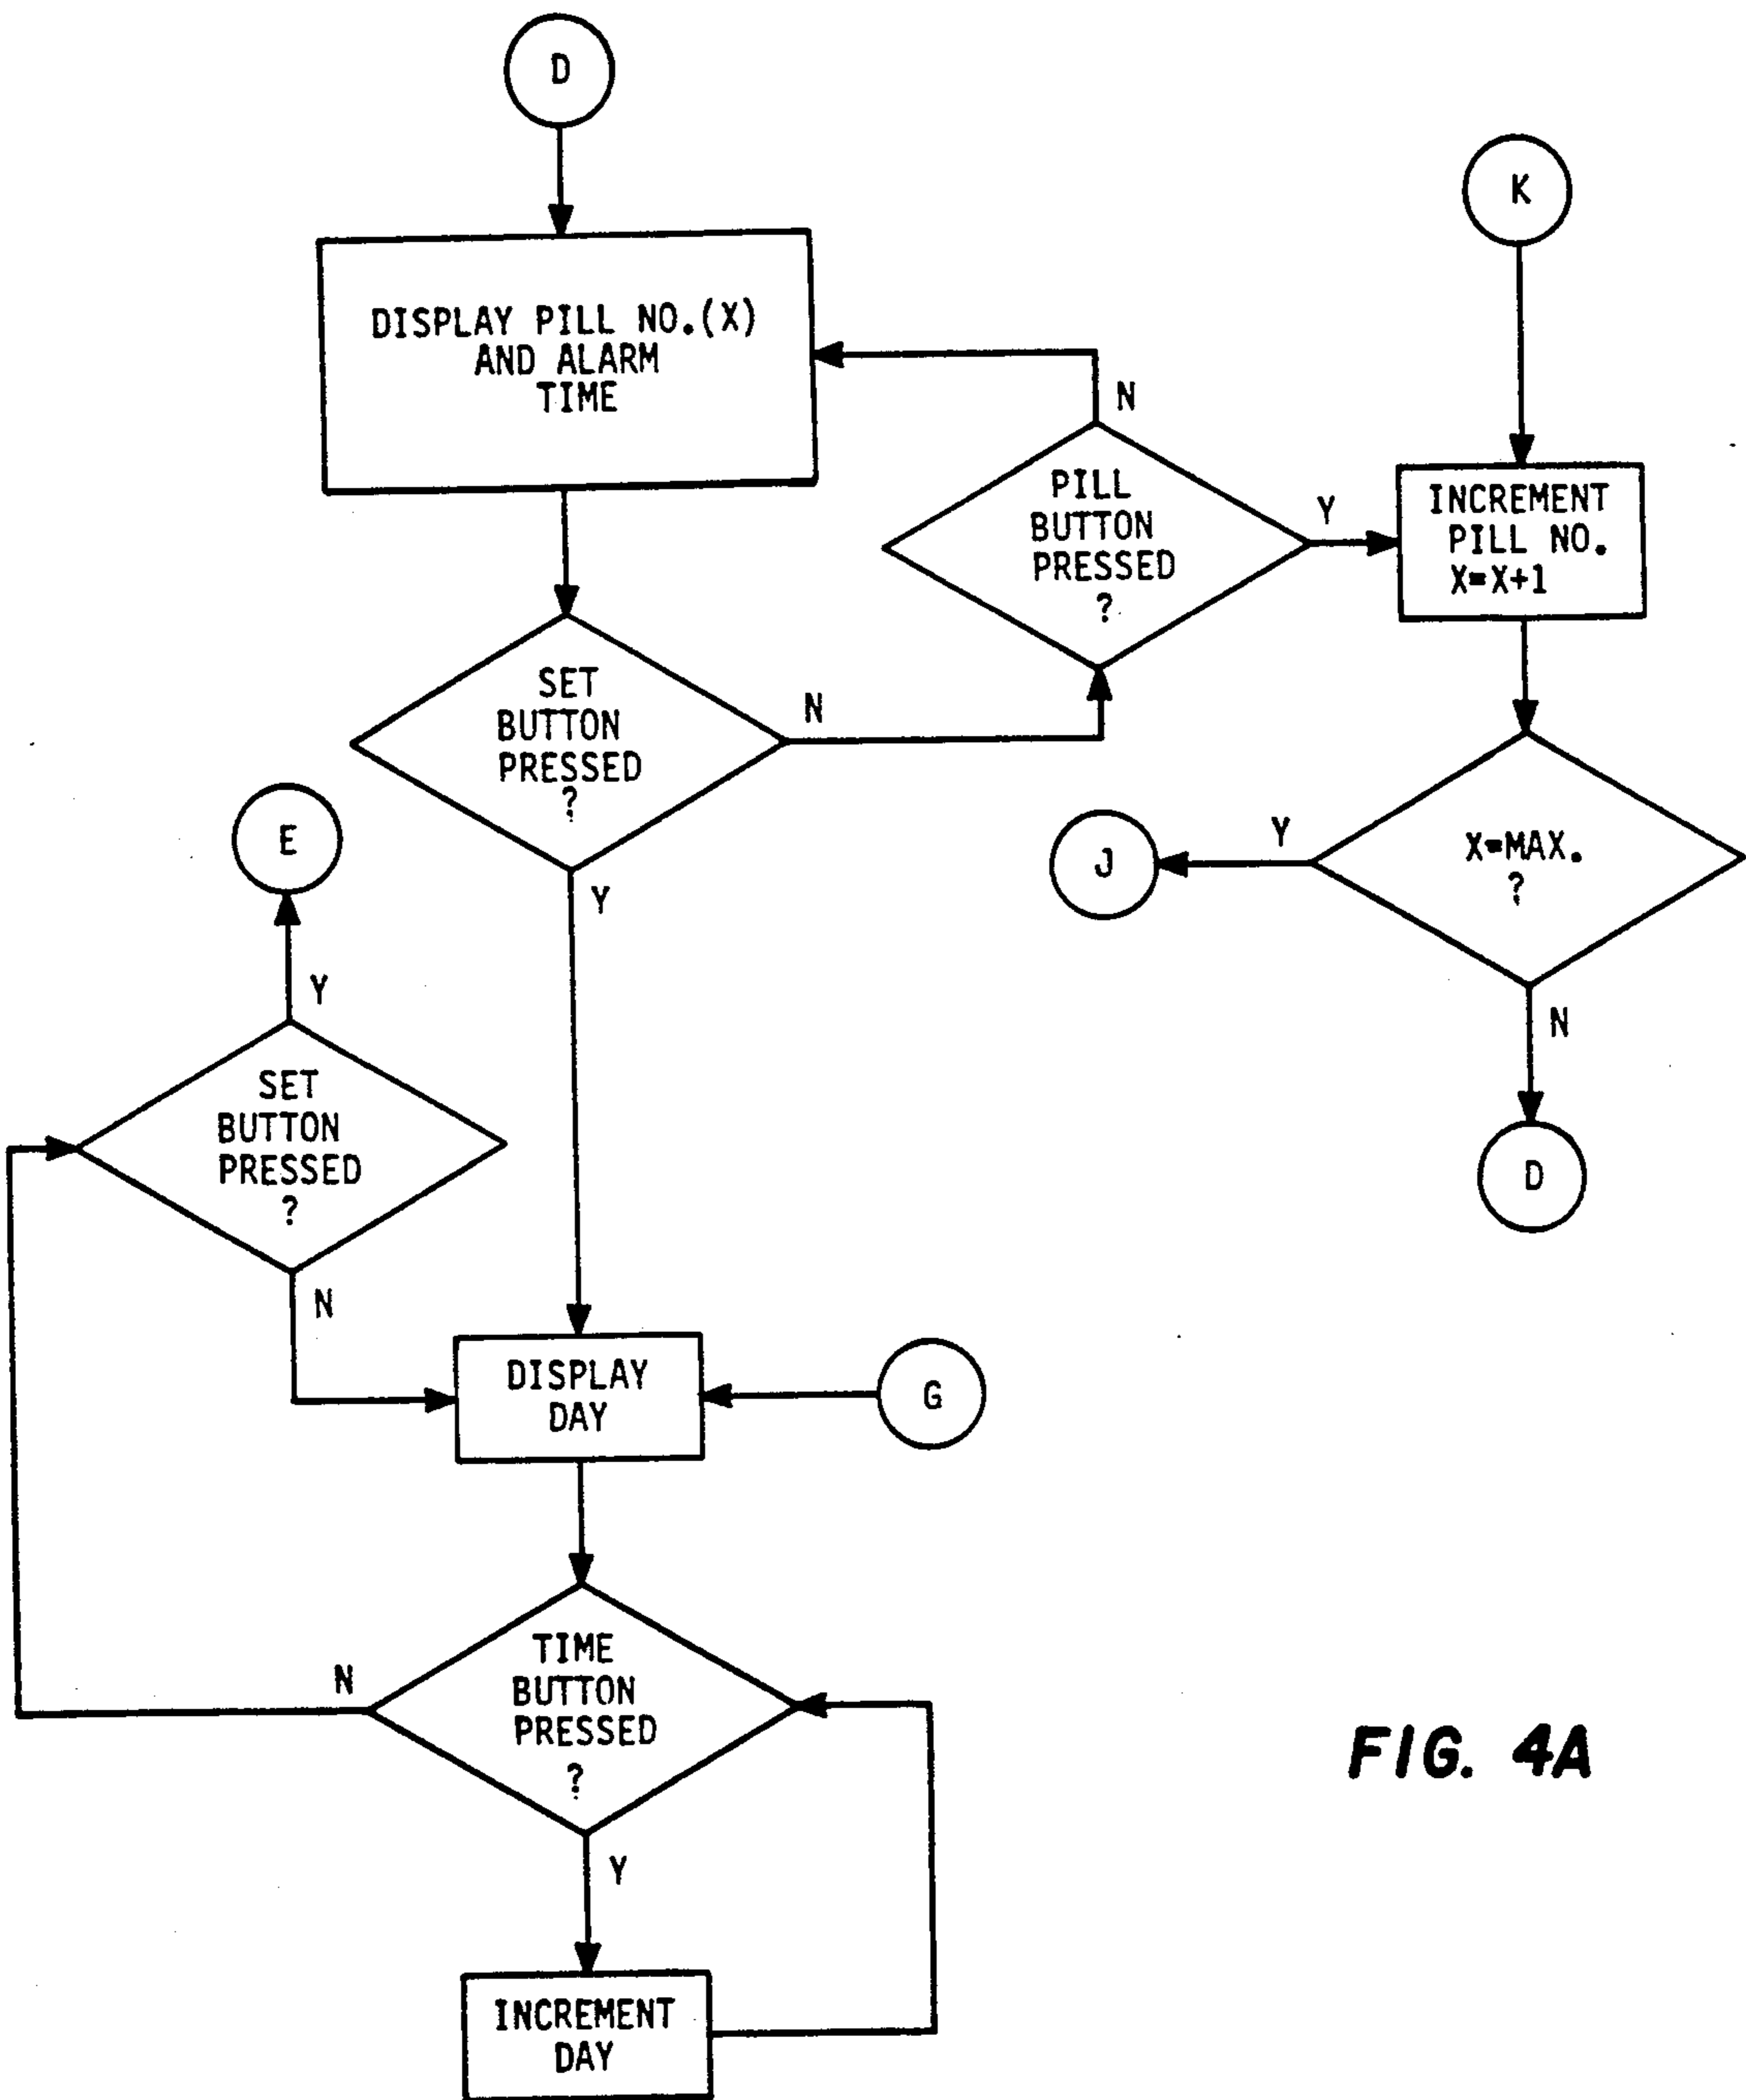 D
K
DISPLAY PILL NO.(X)
AND ALARM
TIME
N
PILL
BUTTON
PRESSED
?
Y
INCREMENT
PILL NO.
X=X+1
SET
BUTTON
PRESSED
?
N
Y
E
J
Y
X=MAX.
?
N
D
Y
SET
BUTTON
PRESSED
?
N
DISPLAY
DAY
G
N
TIME
BUTTON
PRESSED
?
Y
INCREMENT
DAY
FIG. 4A